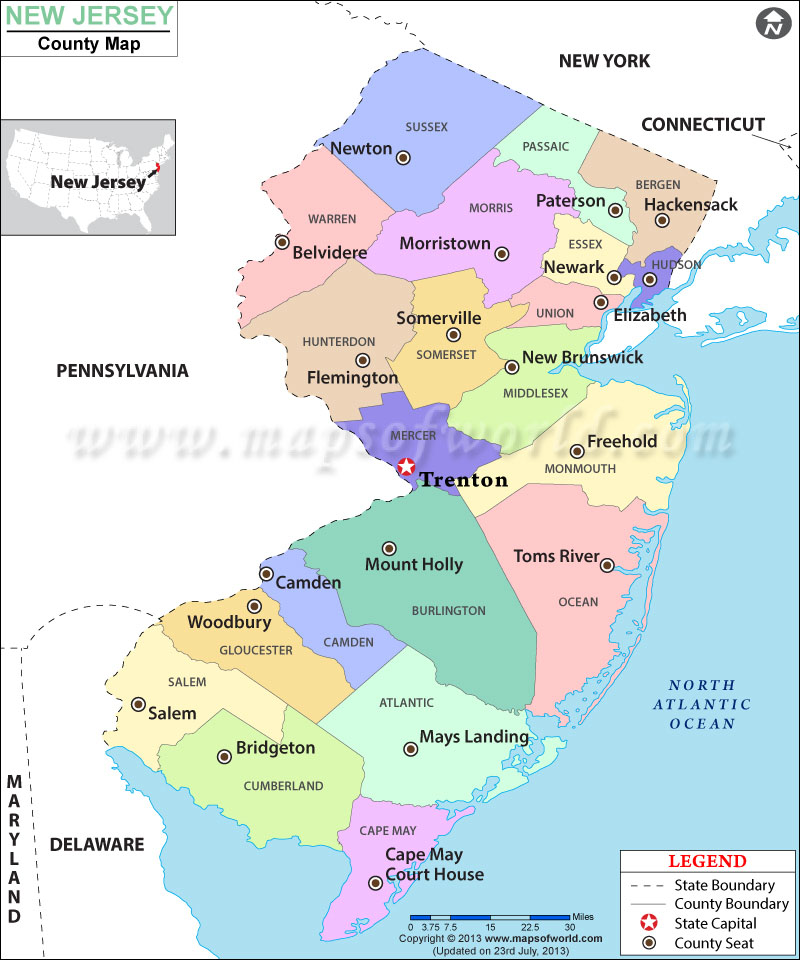 NEW JERSEY
County Map
N
NEW YORK
CONNECTICUT
New Jersey
SUSSEX
Newton
PASSAIC
BERGEN
Paterson
Hackensack
WARREN
MORRIS
Belvidere
Morristown
ESSEX
Newark
HUDSON
UNION
Elizabeth
Somerville
HUNTERDON
SOMERSET
New Brunswick
Flemington
MIDDLESEX
PENNSYLVANIA
www.mapsofworld.com
MERCER
Freehold
MONMOUTH
Trenton
Mount Holly
Toms River
Camden
OCEAN
BURLINGTON
Woodbury
CAMDEN
GLOUCESTER
SALEM
Salem
ATLANTIC
NORTH
ATLANTIC
OCEAN
Bridgeton
Mays Landing
CUMBERLAND
MARYLAND
DELAWARE
CAPE MAY
Cape May
Court House
LEGEND
State Boundary
County Boundary
State Capital
County Seat
0 3.75 7.5 15 22.5 30 Miles
Copyright © 2013 www.mapsofworld.com
(Updated on 23rd July, 2013)